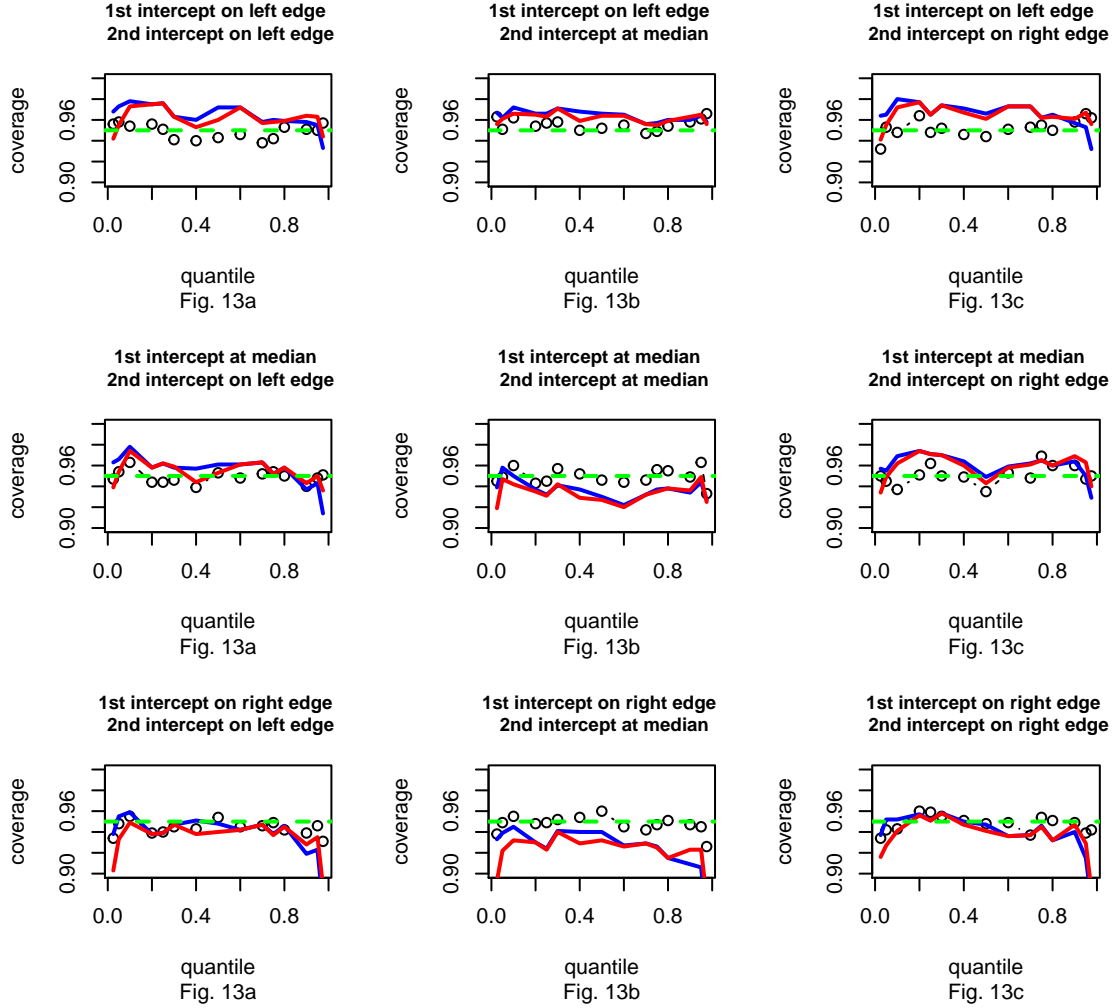 1st intercept on left edge
2nd intercept on left edge
coverage
0.90 0.96
0.0 0.4 0.8
quantile
Fig. 13a
1st intercept on left edge
2nd intercept at median
coverage
0.90 0.96
0.0 0.4 0.8
quantile
Fig. 13b
1st intercept on left edge
2nd intercept on right edge
coverage
0.90 0.96
0.0 0.4 0.8
quantile
Fig. 13c
1st intercept at median
2nd intercept on left edge
coverage
0.90 0.96
0.0 0.4 0.8
quantile
Fig. 13a
1st intercept at median
2nd intercept at median
coverage
0.90 0.96
0.0 0.4 0.8
quantile
Fig. 13b
1st intercept at median
2nd intercept on right edge
coverage
0.90 0.96
0.0 0.4 0.8
quantile
Fig. 13c
1st intercept on right edge
2nd intercept on left edge
coverage
0.90 0.96
0.0 0.4 0.8
quantile
Fig. 13a
1st intercept on right edge
2nd intercept at median
coverage
0.90 0.96
0.0 0.4 0.8
quantile
Fig. 13b
1st intercept on right edge
2nd intercept on right edge
coverage
0.90 0.96
0.0 0.4 0.8
quantile
Fig. 13c